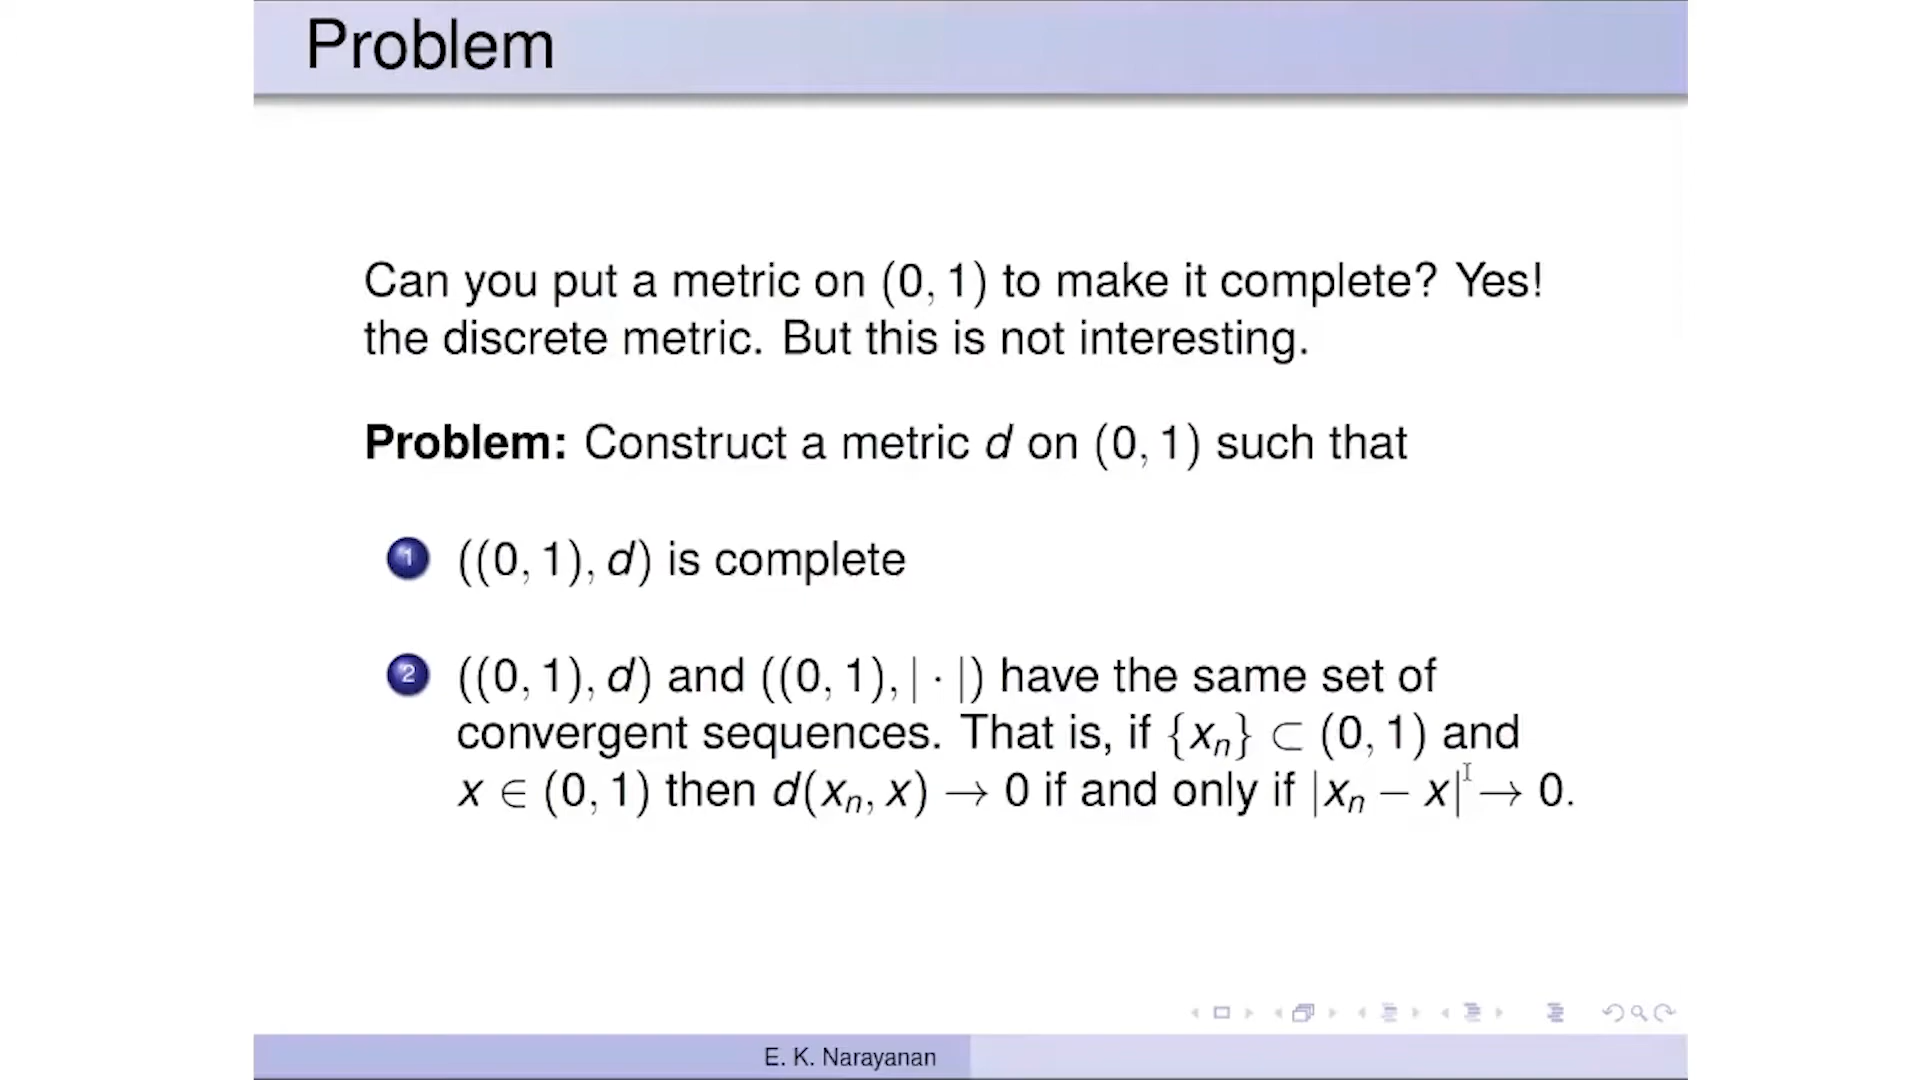 Problem
Can you put a metric on (0, 1) to make it complete? Yes!
the discrete metric. But this is not interesting.
Problem: Construct a metric d on (0, 1) such that
1 ((0, 1), d) is complete
2 ((0, 1), d) and ((0, 1), | · |) have the same set of
convergent sequences. That is, if {xₙ} ⊂ (0, 1) and
x ∈ (0, 1) then d(xₙ, x) → 0 if and only if |xₙ − x| → 0.
E. K. Narayanan